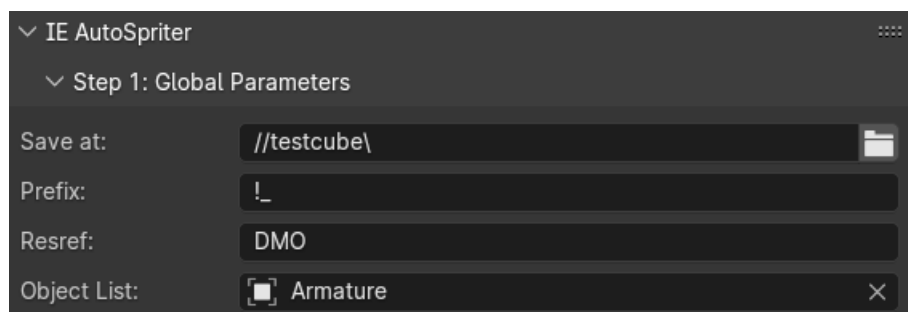 IE AutoSpriter
Step 1: Global Parameters
Save at: //testcube\
Prefix: !_
Resref: DMO
Object List: Armature